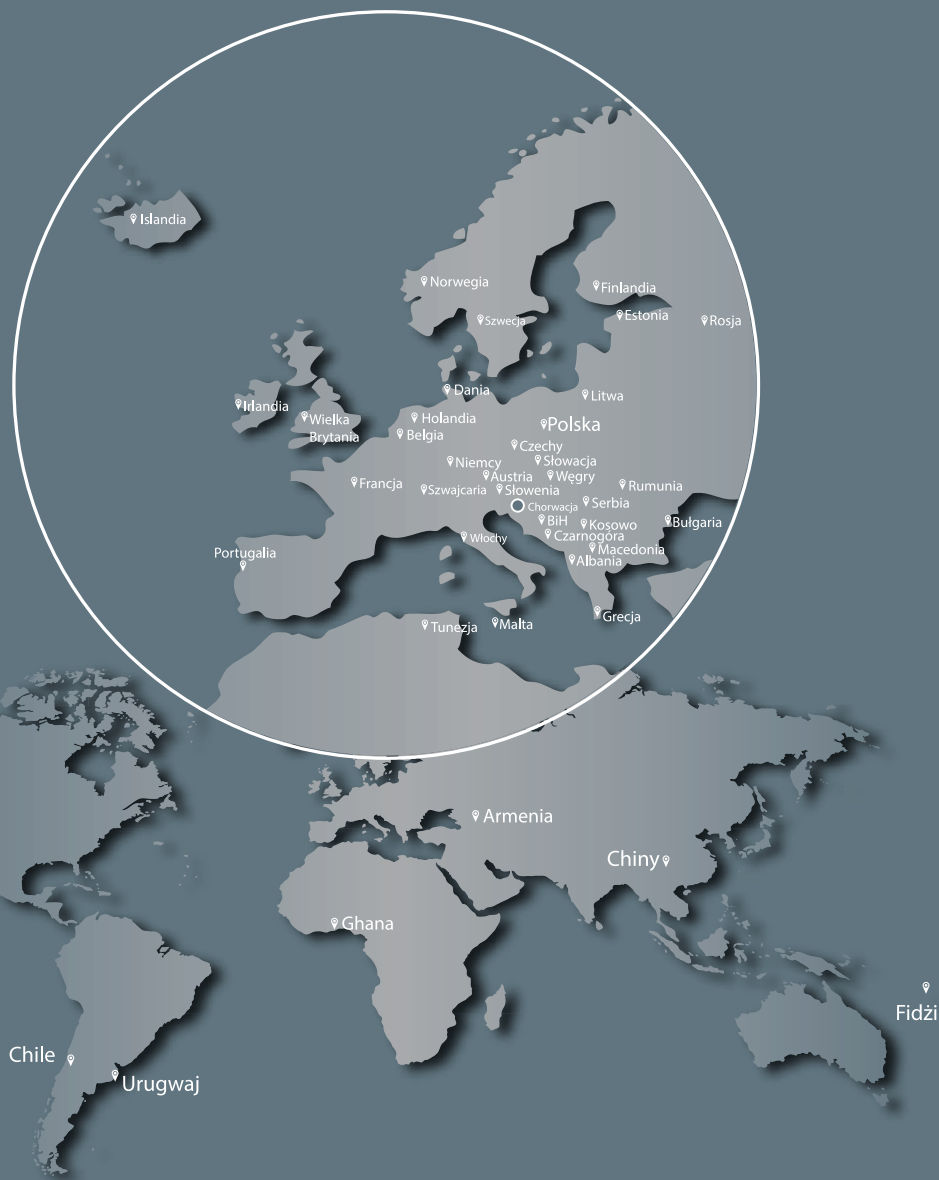 Islandia
Norwegia
Finlandia
Szwecja
Estonia
Rosja
Dania
Litwa
Irlandia
Wielka
Brytania
Holandia
Belgia
Polska
Czechy
Niemcy
Słowacja
Austria
Węgry
Francja
Szwajcaria
Słowenia
Rumunia
Chorwacja
Serbia
BiH
Kosowo
Bułgaria
Włochy
Czarnogóra
Macedonia
Portugalia
Albania
Grecja
Tunezja
Malta
Armenia
Chiny
Ghana
Fidżi
Chile
Urugwaj